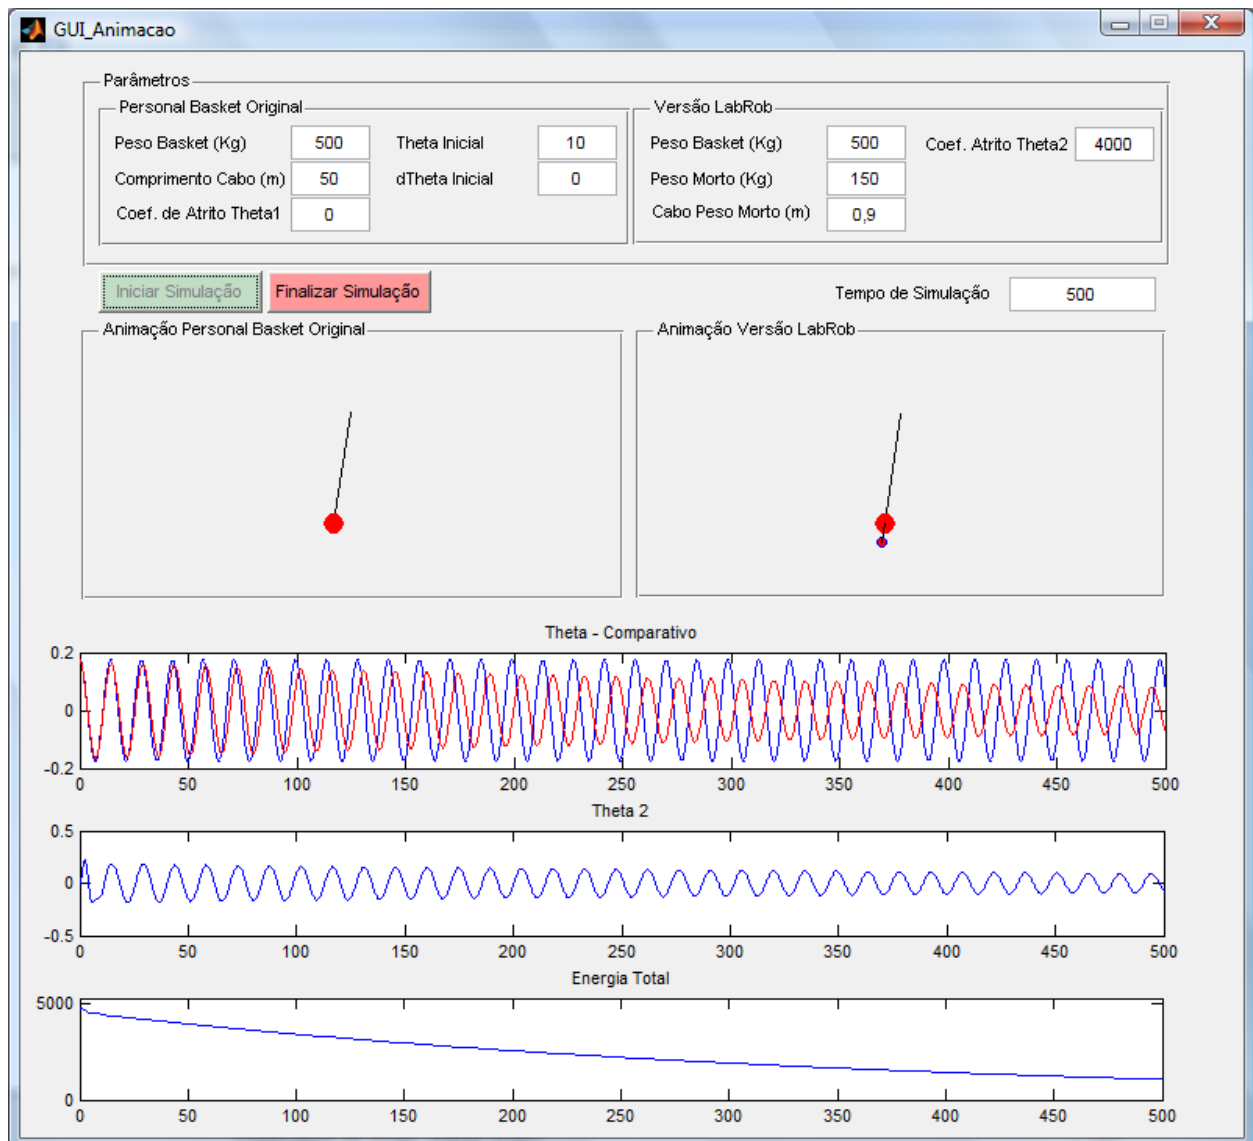 GUI_Animacao
Parâmetros
Personal Basket Original
Versão LabRob
Peso Basket (Kg) 500 Theta Inicial 10
Peso Basket (Kg) 500 Coef. Atrito Theta2 4000
Comprimento Cabo (m) 50 dTheta Inicial 0
Peso Morto (Kg) 150
Coef. de Atrito Theta1 0
Cabo Peso Morto (m) 0,9
Iniciar Simulação Finalizar Simulação Tempo de Simulação 500
Animação Personal Basket Original
Animação Versão LabRob
Theta - Comparativo
0.2
0
-0.2
0 50 100 150 200 250 300 350 400 450 500
Theta 2
0.5
0
-0.5
0 50 100 150 200 250 300 350 400 450 500
Energia Total
5000
0
0 50 100 150 200 250 300 350 400 450 500